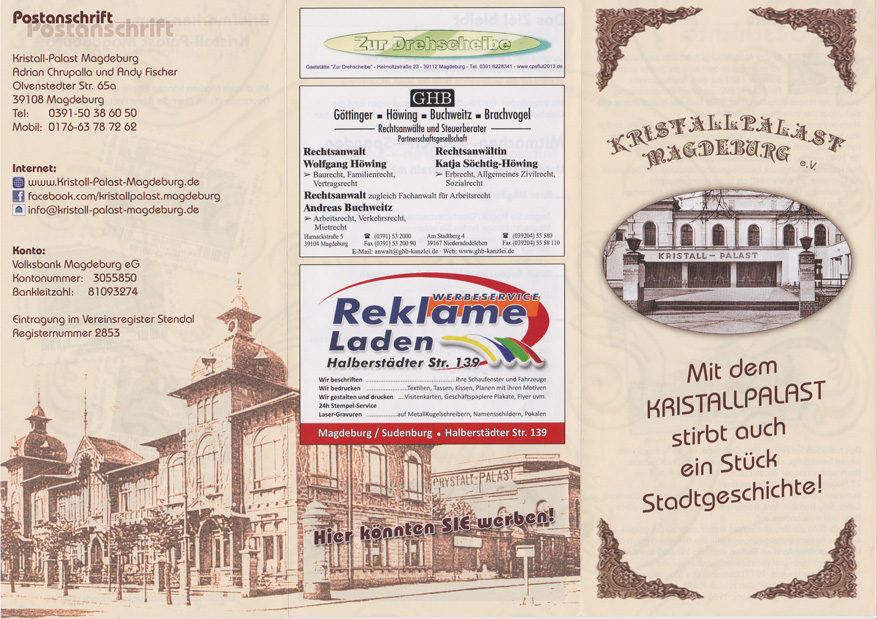 Postanschrift
Kristall-Palast Magdeburg
Adrian Chrupalla und Andy Fischer
Olvenstedter Str. 65a
39108 Magdeburg
Tel: 0391-50 38 60 50
Mobil: 0176-63 78 72 62
Internet:
www.Kristall-Palast-Magdeburg.de
facebook.com/kristallpalast.magdeburg
info@kristall-palast-magdeburg.de
Konto:
Volksbank Magdeburg eG
Kontonummer: 3055850
Bankleitzahl: 81093274
Eintragung im Vereinsregister Stendal
Registernummer 2853
Zur Drehscheibe
Gaststätte "Zur Drehscheibe" - Helmoltzstraße 23 - 39112 Magdeburg - Tel. 0391 6228341 - www.cpsflut2013.de
GHB
Göttinger ▪ Höwing ▪ Buchweitz ▪ Brachvogel
Rechtsanwälte und Steuerberater
Partnerschaftsgesellschaft
Rechtsanwalt
Wolfgang Höwing
➢ Baurecht, Familienrecht,
Vertragsrecht
Rechtsanwältin
Katja Söchtig-Höwing
➢ Erbrecht, Allgemeines Zivilrecht,
Sozialrecht
Rechtsanwalt zugleich Fachanwalt für Arbeitsrecht
Andreas Buchweitz
➢ Arbeitsrecht, Verkehrsrecht,
Mietrecht
Harnackstraße 5 ☎ (0391) 53 2000 Am Stadtberg 4 ☎ (039204) 55 580
39104 Magdeburg Fax (0391) 53 200 90 39167 Niederndodeleben Fax (039204) 55 58 110
E-Mail: anwalt@ghb-kanzlei.de · Web: www.ghb-kanzlei.de
WERBESERVICE
Reklame
Laden
Halberstädter Str. 139
Wir beschriften ........ihre Schaufenster und Fahrzeuge
Wir bedrucken ........Textilien, Tassen, Kissen, Planen mit ihren Motiven
Wir gestalten und drucken ....Visitenkarten, Geschäftspapiere Plakate, Flyer uvm.
24h Stempel-Service
Laser-Gravuren ........auf MetallKugelschreibern, Namensschildern, Pokalen
Magdeburg / Sudenburg • Halberstädter Str. 139
CRYSTALL-PALAST
Hier könnten SIE werben!
KRISTALLPALAST
MAGDEBURG e.V.
KRISTALL-PALAST
Mit dem
KRISTALLPALAST
stirbt auch
ein Stück
Stadtgeschichte!